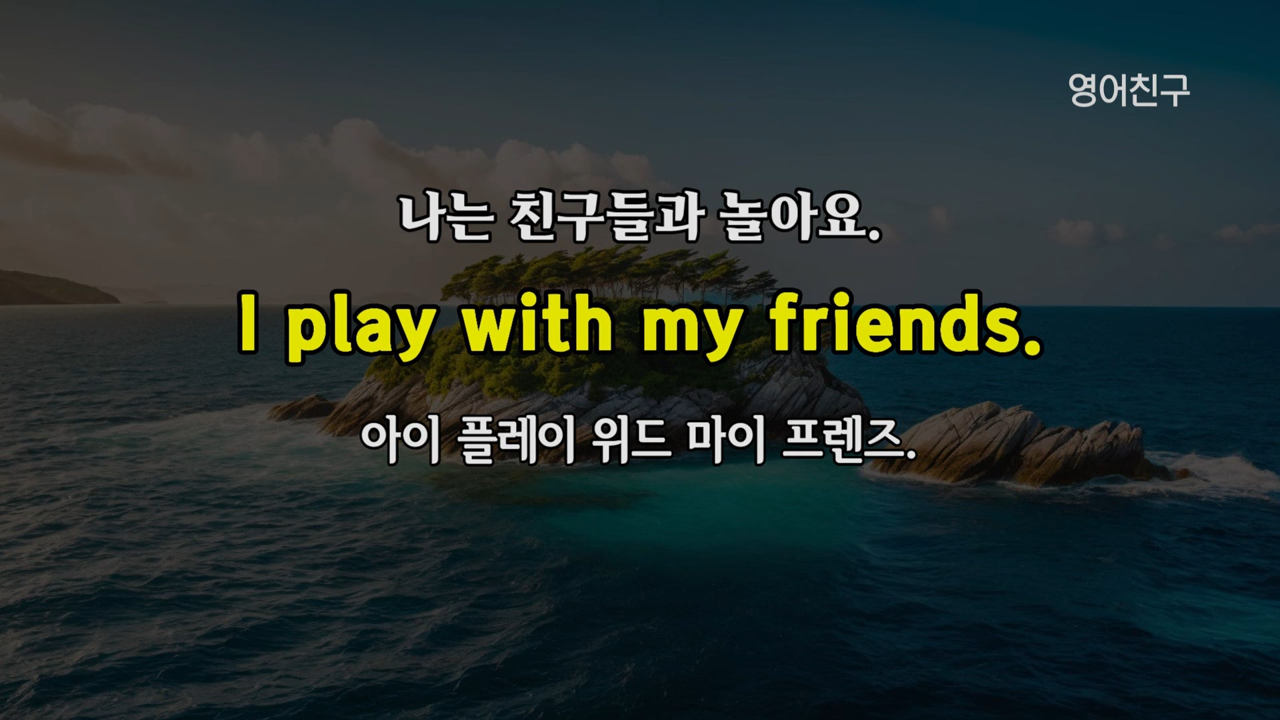 영어친구
나는 친구들과 놀아요.
I play with my friends.
아이 플레이 위드 마이 프렌즈.